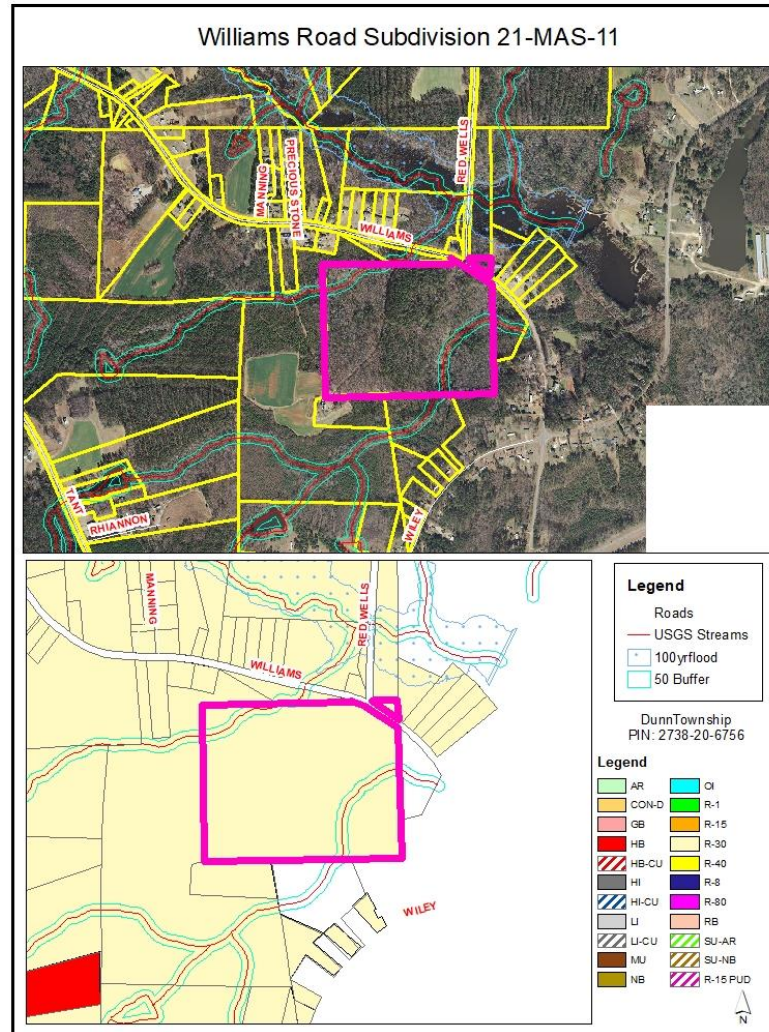 Williams Road Subdivision 21-MAS-11
MANNING
PRECIOUS STONE
RED WELLS
WILLIAMS
TANT
RHIANNON
WILEY
MANNING
RED WELLS
WILLIAMS
WILEY
Legend
Roads
USGS Streams
100yrflood
50 Buffer
DunnTownship
PIN: 2738-20-6756
Legend
AR
CON-D
GB
HB
HB-CU
HI
HI-CU
LI
LI-CU
MU
NB
OI
R-1
R-15
R-30
R-40
R-8
R-80
RB
SU-AR
SU-NB
R-15 PUD
N